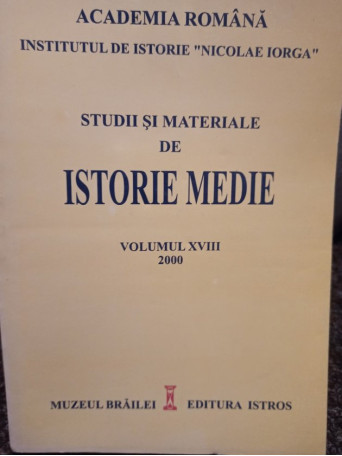 ACADEMIA ROMÂNĂ
INSTITUTUL DE ISTORIE "NICOLAE IORGA"
STUDII ȘI MATERIALE
DE
ISTORIE MEDIE
VOLUMUL XVIII
2000
MUZEUL BRĂILEI EDITURA ISTROS